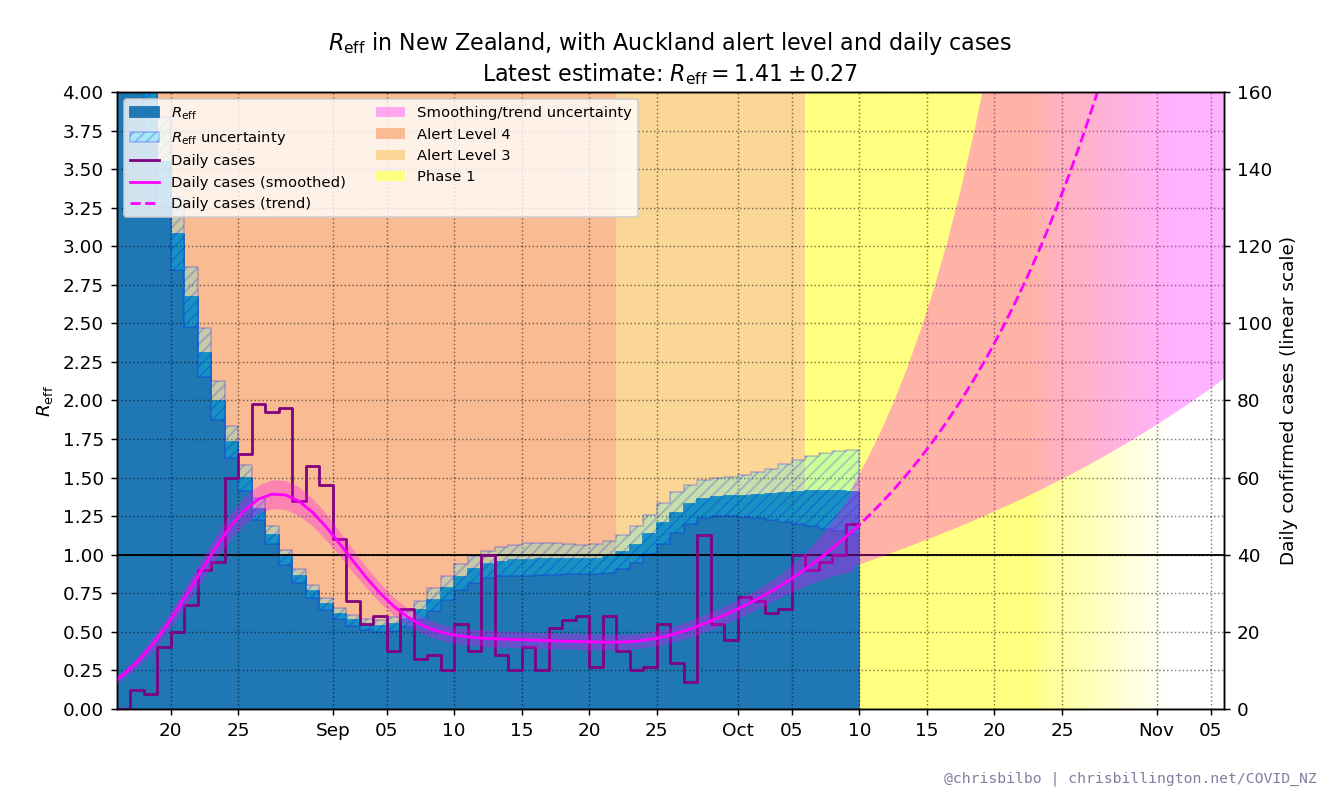 Reff in New Zealand, with Auckland alert level and daily cases
Latest estimate: Reff = 1.41 ± 0.27
Reff
Reff uncertainty
Daily cases
Daily cases (smoothed)
Daily cases (trend)
Smoothing/trend uncertainty
Alert Level 4
Alert Level 3
Phase 1
Reff
4.00
3.75
3.50
3.25
3.00
2.75
2.50
2.25
2.00
1.75
1.50
1.25
1.00
0.75
0.50
0.25
0.00
160
140
120
100
80
60
40
20
0
Daily confirmed cases (linear scale)
20 25 Sep 05 10 15 20 25 Oct 05 10 15 20 25 Nov 05
@chrisbilbo | chrisbillington.net/COVID_NZ